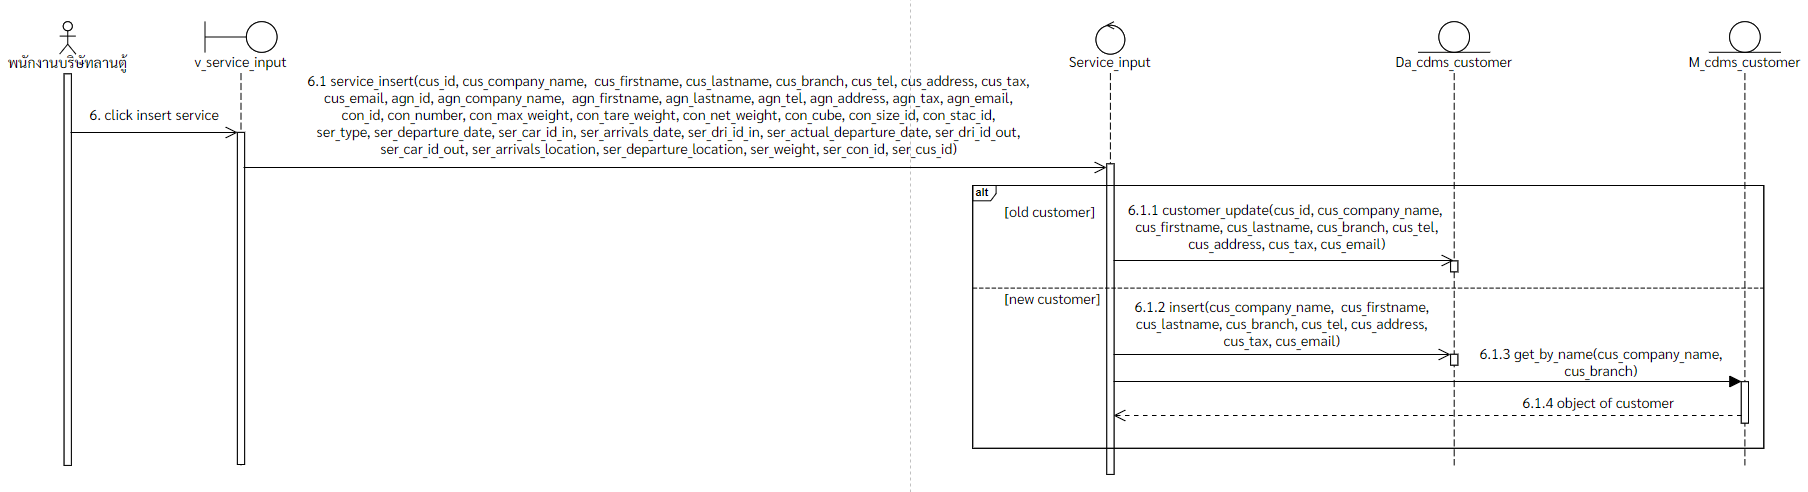 พนักงานบริษัทลานตู้
v_service_input
Service_input
Da_cdms_customer
M_cdms_customer
6. click insert service
6.1 service_insert(cus_id, cus_company_name,  cus_firstname, cus_lastname, cus_branch, cus_tel, cus_address, cus_tax,
cus_email, agn_id, agn_company_name,  agn_firstname, agn_lastname, agn_tel, agn_address, agn_tax, agn_email,
con_id, con_number, con_max_weight, con_tare_weight, con_net_weight, con_cube, con_size_id, con_stac_id,
ser_type, ser_departure_date, ser_car_id_in, ser_arrivals_date, ser_dri_id_in, ser_actual_departure_date, ser_dri_id_out,
ser_car_id_out, ser_arrivals_location, ser_departure_location, ser_weight, ser_con_id, ser_cus_id)
alt
[old customer]
6.1.1 customer_update(cus_id, cus_company_name,
cus_firstname, cus_lastname, cus_branch, cus_tel,
cus_address, cus_tax, cus_email)
[new customer]
6.1.2 insert(cus_company_name,  cus_firstname,
cus_lastname, cus_branch, cus_tel, cus_address,
cus_tax, cus_email)
6.1.3 get_by_name(cus_company_name,
cus_branch)
6.1.4 object of customer